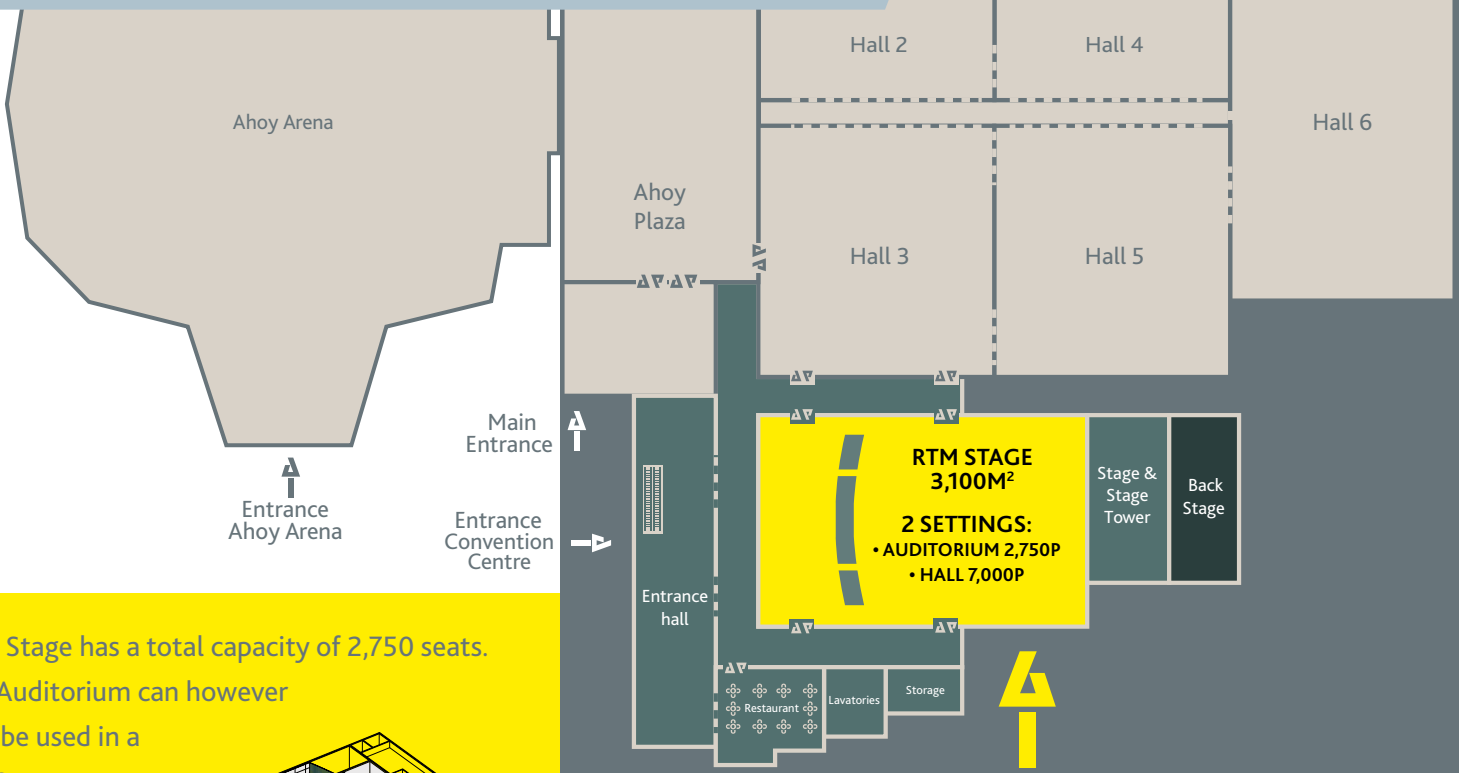 Hall 2
Hall 4
Ahoy Arena
Hall 6
Ahoy
Plaza
Hall 3
Hall 5
Main
Entrance
Entrance
Ahoy Arena
Entrance
Convention
Centre
RTM STAGE
3,100M²
2 SETTINGS:
• AUDITORIUM 2,750P
• HALL 7,000P
Stage &
Stage
Tower
Back
Stage
Entrance
hall
Restaurant
Lavatories
Storage
Stage has a total capacity of 2,750 seats.
Auditorium can however
be used in a